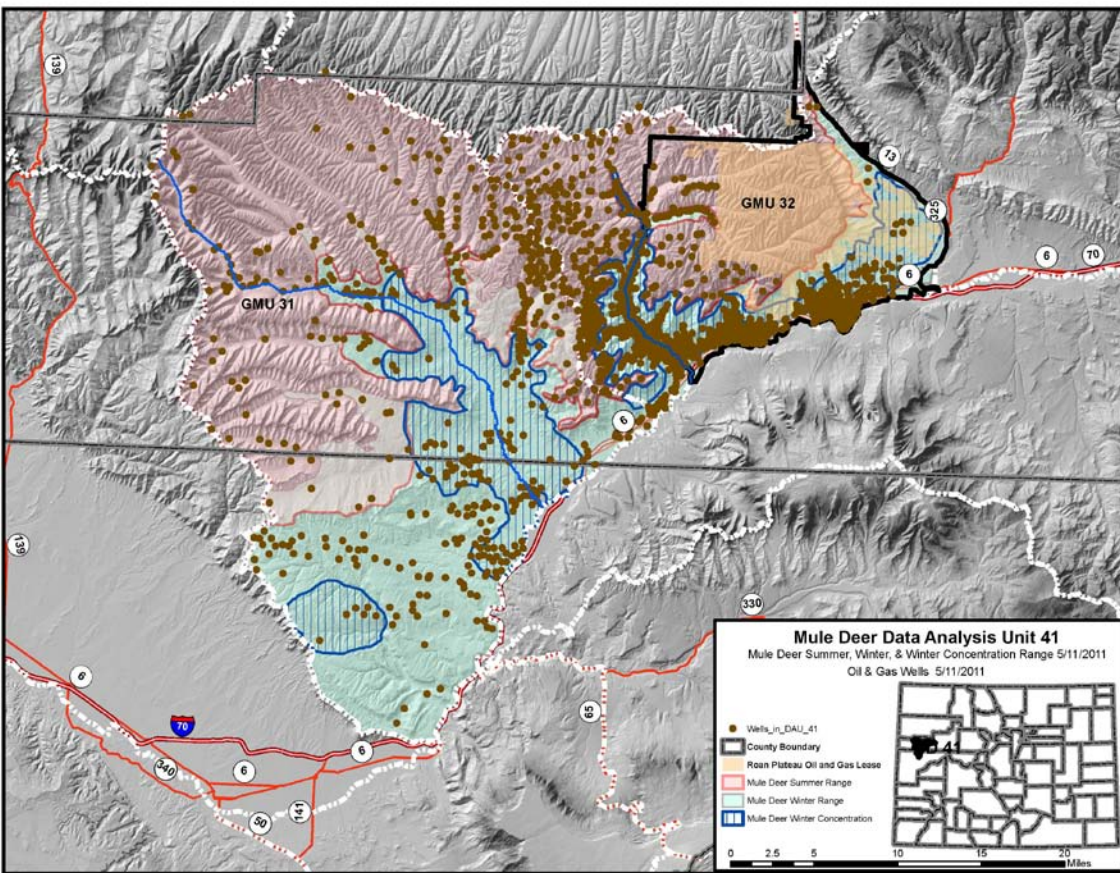 139
13
GMU 32
325
6
70
6
GMU 31
6
139
330
6
70
65
6
340
6
141
50
Mule Deer Data Analysis Unit 41
Mule Deer Summer, Winter, & Winter Concentration Range 5/11/2011
Oil & Gas Wells 5/11/2011
41
Wells_in_DAU_41
County Boundary
Roan Plateau Oil and Gas Lease
Mule Deer Summer Range
Mule Deer Winter Range
Mule Deer Winter Concentration
0 2.5 5 10 15 20
Miles